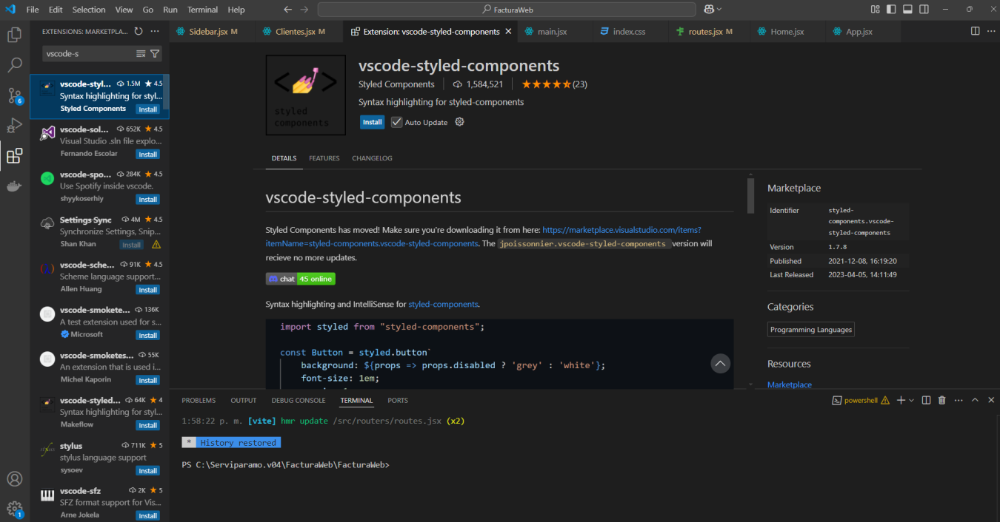 File Edit Selection View Go Run Terminal Help
FacturaWeb
EXTENSIONS: MARKETPLA...
Sidebar.jsx M
Clientes.jsx M
Extension: vscode-styled-components
main.jsx
index.css
routes.jsx M
Home.jsx
App.jsx
vscode-s
vscode-styl... 1.5M 4.5
Syntax highlighting for styl...
Styled Components Install
vscode-sol... 652K 4.5
Visual Studio .sln file explo...
Fernando Escolar Install
vscode-spo... 284K 4.5
Use Spotify inside vscode.
shyykoserhiy Install
Settings Sync 4M 4.5
Synchronize Settings, Snip...
Shan Khan Install
vscode-sche... 91K 4.5
Scheme language support...
Allen Huang Install
vscode-smokete... 136K
A test extension used for s...
Microsoft Install
vscode-smoketes... 55K
An extension that is used i...
Michel Kaporin Install
vscode-styled... 64K 4
Syntax highlighting for styl...
Makeflow Install
stylus 711K 5
stylus language support
sysoev Install
vscode-sfz 2K 5
SFZ format support for Vis...
Arne Jokela Install
6
1
styled
components
vscode-styled-components
Styled Components 1,584,521 (23)
Syntax highlighting for styled-components
Install Auto Update
DETAILS FEATURES CHANGELOG
vscode-styled-components
Styled Components has moved! Make sure you're downloading it from here: https://marketplace.visualstudio.com/items?
itemName=styled-components.vscode-styled-components. The jpoissonnier.vscode-styled-components version will
recieve no more updates.
chat 45 online
Syntax highlighting and IntelliSense for styled-components.
import styled from "styled-components";
const Button = styled.button`
background: ${props => props.disabled ? 'grey' : 'white'};
font-size: 1em;
Marketplace
Identifier styled-
components.vscode-
styled-components
Version 1.7.8
Published 2021-12-08, 16:19:20
Last Released 2023-04-05, 14:11:49
Categories
Programming Languages
Resources
Marketplace
PROBLEMS OUTPUT DEBUG CONSOLE TERMINAL PORTS
powershell
1:58:22 p. m. [vite] hmr update /src/routers/routes.jsx (x2)
* History restored
PS C:\Serviparamo.v04\FacturaWeb\FacturaWeb>